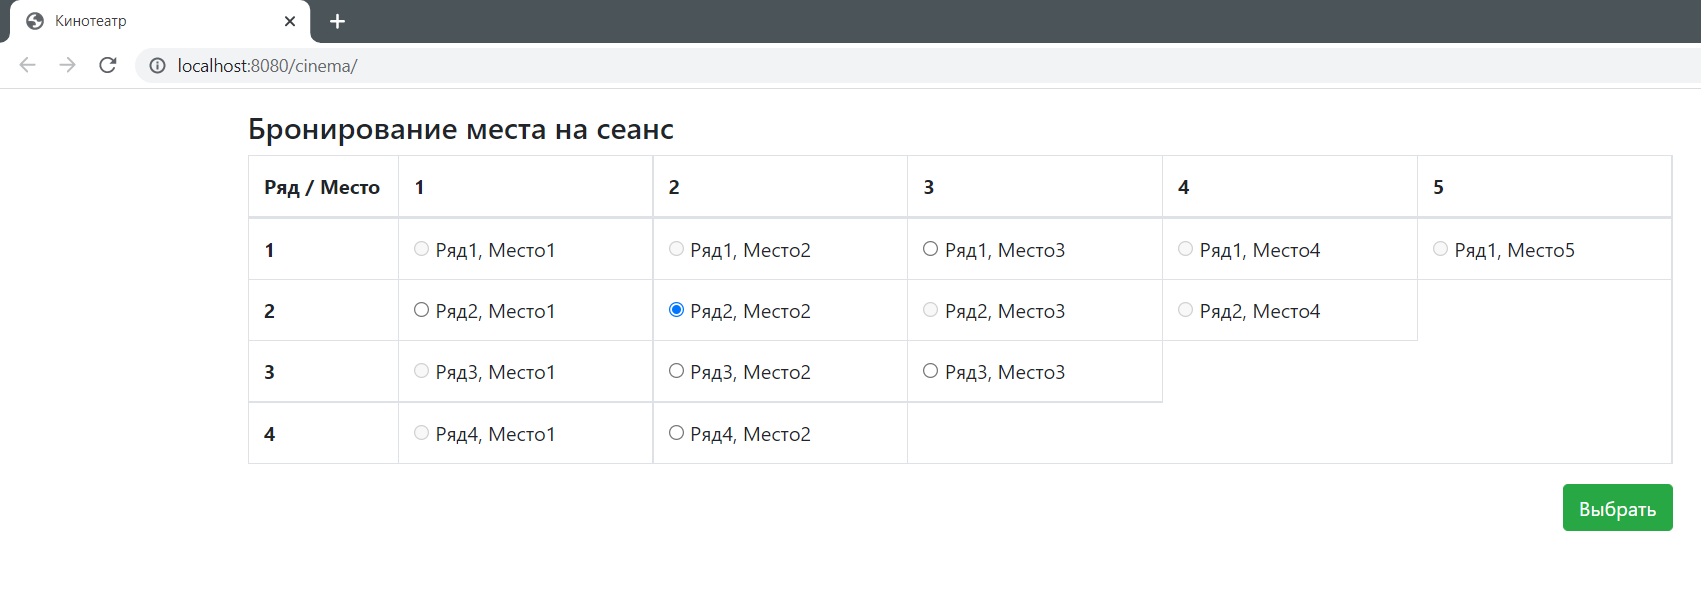 Кинотеатр
localhost:8080/cinema/
Бронирование места на сеанс
Ряд / Место 1 2 3 4 5
1 Ряд1, Место1 Ряд1, Место2 Ряд1, Место3 Ряд1, Место4 Ряд1, Место5
2 Ряд2, Место1 Ряд2, Место2 Ряд2, Место3 Ряд2, Место4
3 Ряд3, Место1 Ряд3, Место2 Ряд3, Место3
4 Ряд4, Место1 Ряд4, Место2
Выбрать